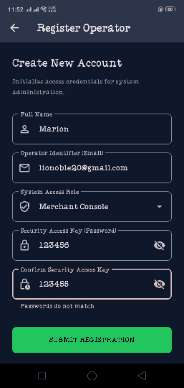 11:52
Register Operator
Create New Account
Initialize access credentials for system
administration.
Full Name
Marion
Operator Identifier (Email)
lionoble20@gmail.com
System Access Role
Merchant Console
Security Access Key (Password)
123456
Confirm Security Access Key
123455
Passwords do not match
SUBMIT REGISTRATION